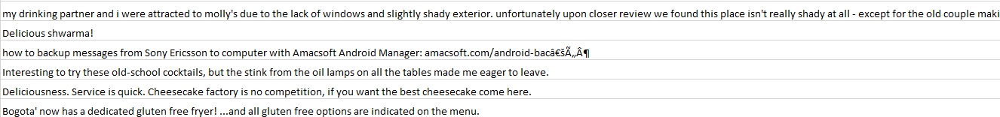 my drinking partner and i were attracted to molly's due to the lack of windows and slightly shady exterior. unfortunately upon closer review we found this place isn't really shady at all - except for the old couple maki
Delicious shwarma!
how to backup messages from Sony Ericsson to computer with Amacsoft Android Manager: amacsoft.com/android-bacâ€šÃ„Â¶
Interesting to try these old-school cocktails, but the stink from the oil lamps on all the tables made me eager to leave.
Deliciousness. Service is quick. Cheesecake factory is no competition, if you want the best cheesecake come here.
Bogota' now has a dedicated gluten free fryer! ...and all gluten free options are indicated on the menu.